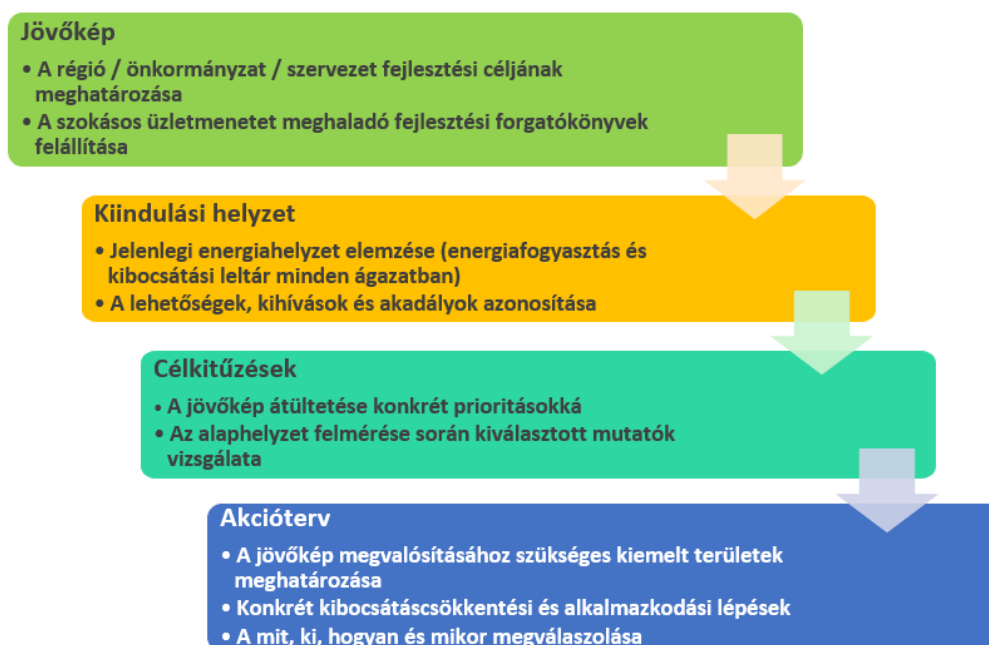 Jövőkép
• A régió / önkormányzat / szervezet fejlesztési céljának
meghatározása
• A szokásos üzletmenetet meghaladó fejlesztési forgatókönyvek
felállítása
Kiindulási helyzet
• Jelenlegi energiahelyzet elemzése (energiafogyasztás és
kibocsátási leltár minden ágazatban)
• A lehetőségek, kihívások és akadályok azonosítása
Célkitűzések
• A jövőkép átültetése konkrét prioritásokká
• Az alaphelyzet felmérése során kiválasztott mutatók
vizsgálata
Akcióterv
• A jövőkép megvalósításához szükséges kiemelt területek
meghatározása
• Konkrét kibocsátáscsökkentési és alkalmazkodási lépések
• A mit, ki, hogyan és mikor megválaszolása